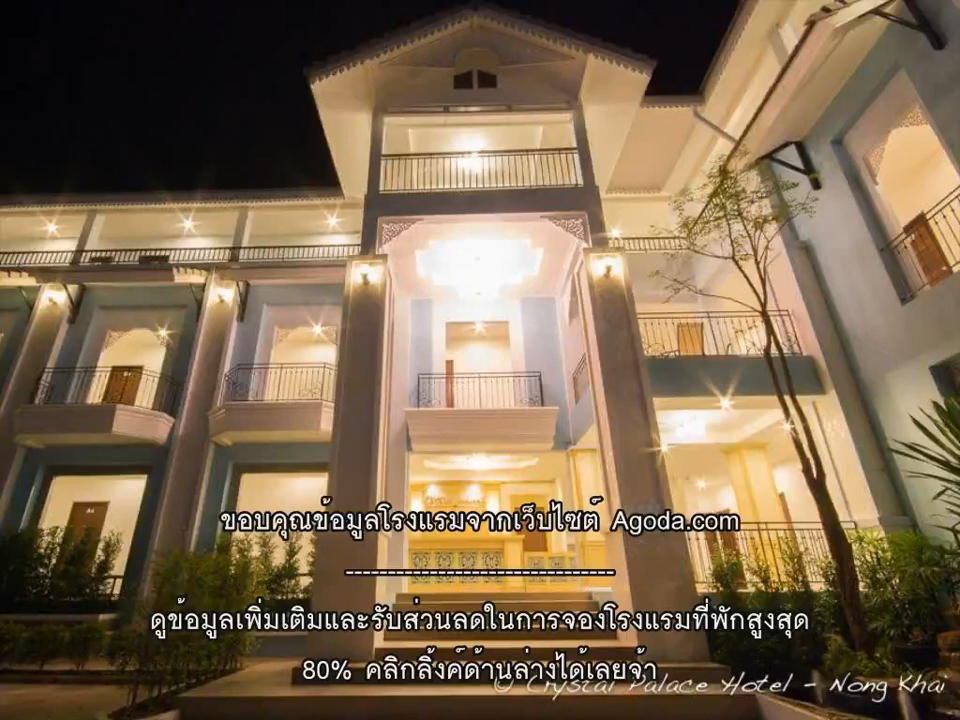 ขอบคุณข้อมูลโรงแรมจากเว็บไซต์ Agoda.com
--------------------------------
ดูข้อมูลเพิ่มเติมและรับส่วนลดในการจองโรงแรมที่พักสูงสุด
80% คลิกลิ้งค์ด้านล่างได้เลยจ้า
© Crystal Palace Hotel - Nong Khai